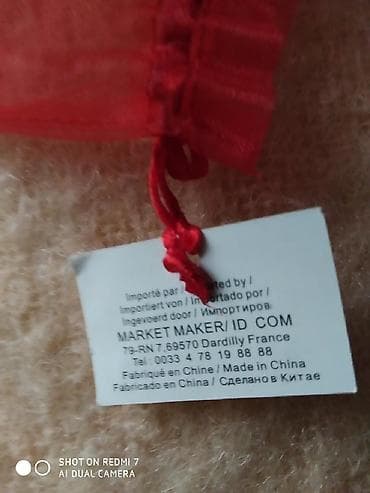 Importé par / ted by /
Importiert von / Importado por /
Ingevoerd door / Импортиров
MARKET MAKER/ ID COM
79-RN 7,69570 Dardilly France
Tel : 0033 4 78 19 88 88
Fabriqué en Chine / Made in China
Fabricado en China / Сделано в Китае
SHOT ON REDMI 7
AI DUAL CAMERA